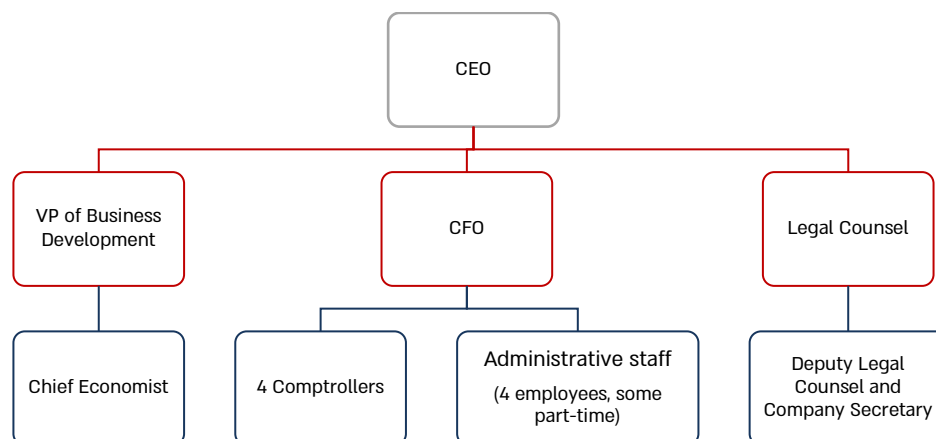 CEO
VP of Business
Development
CFO
Legal Counsel
Chief Economist
4 Comptrollers
Administrative staff
(4 employees, some
part-time)
Deputy Legal
Counsel and
Company Secretary